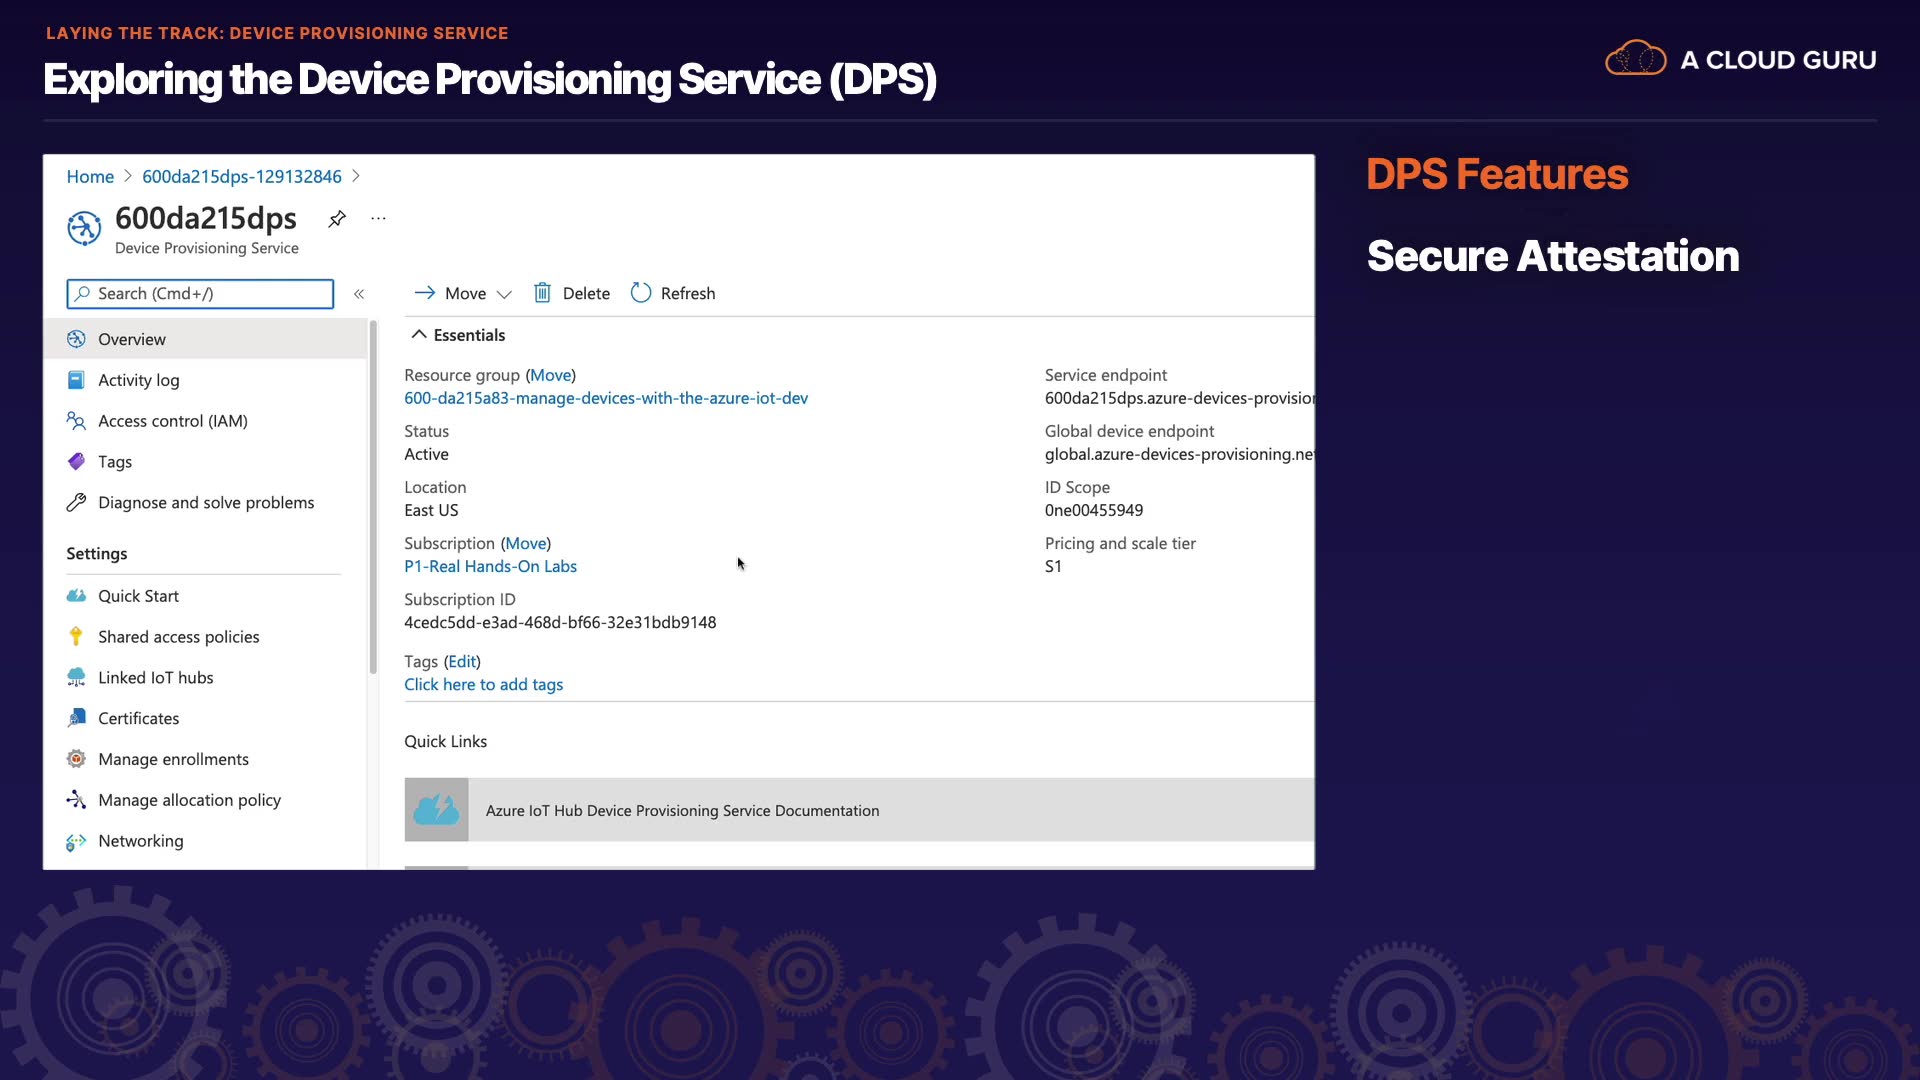 LAYING THE TRACK: DEVICE PROVISIONING SERVICE
Exploring the Device Provisioning Service (DPS)
A CLOUD GURU
Home > 600da215dps-129132846 >
600da215dps
Device Provisioning Service
Search (Cmd+/)
«
Move
Delete
Refresh
Overview
Activity log
Access control (IAM)
Tags
Diagnose and solve problems
Settings
Quick Start
Shared access policies
Linked IoT hubs
Certificates
Manage enrollments
Manage allocation policy
Networking
Essentials
Resource group (Move)
600-da215a83-manage-devices-with-the-azure-iot-dev
Status
Active
Location
East US
Subscription (Move)
P1-Real Hands-On Labs
Subscription ID
4cedc5dd-e3ad-468d-bf66-32e31bdb9148
Tags (Edit)
Click here to add tags
Service endpoint
600da215dps.azure-devices-provisior
Global device endpoint
global.azure-devices-provisioning.ne
ID Scope
0ne00455949
Pricing and scale tier
S1
Quick Links
Azure IoT Hub Device Provisioning Service Documentation
DPS Features
Secure Attestation